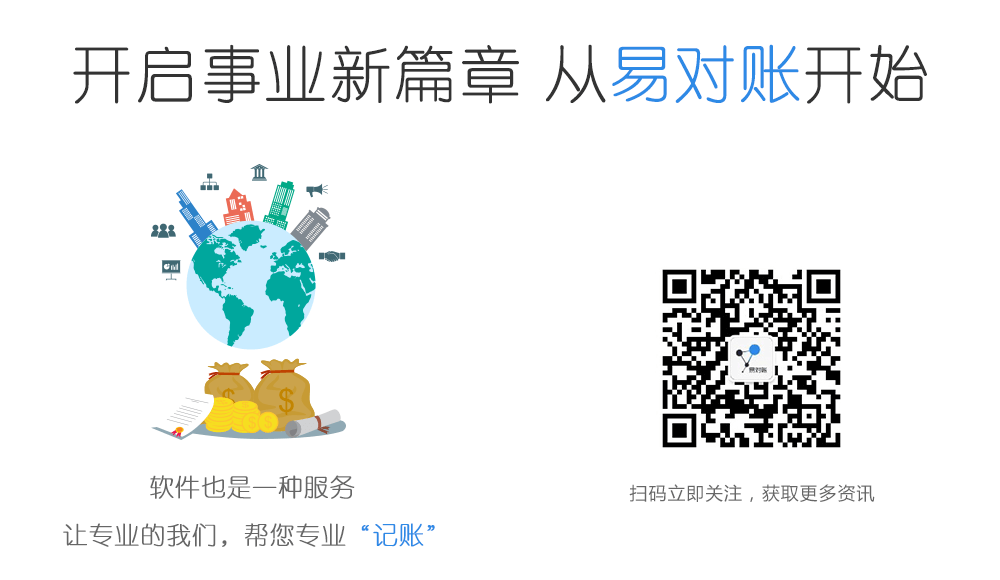 开启事业新篇章 从易对账开始
$
$
易对账
软件也是一种服务
让专业的我们，帮您专业“记账”
扫码立即关注，获取更多资讯